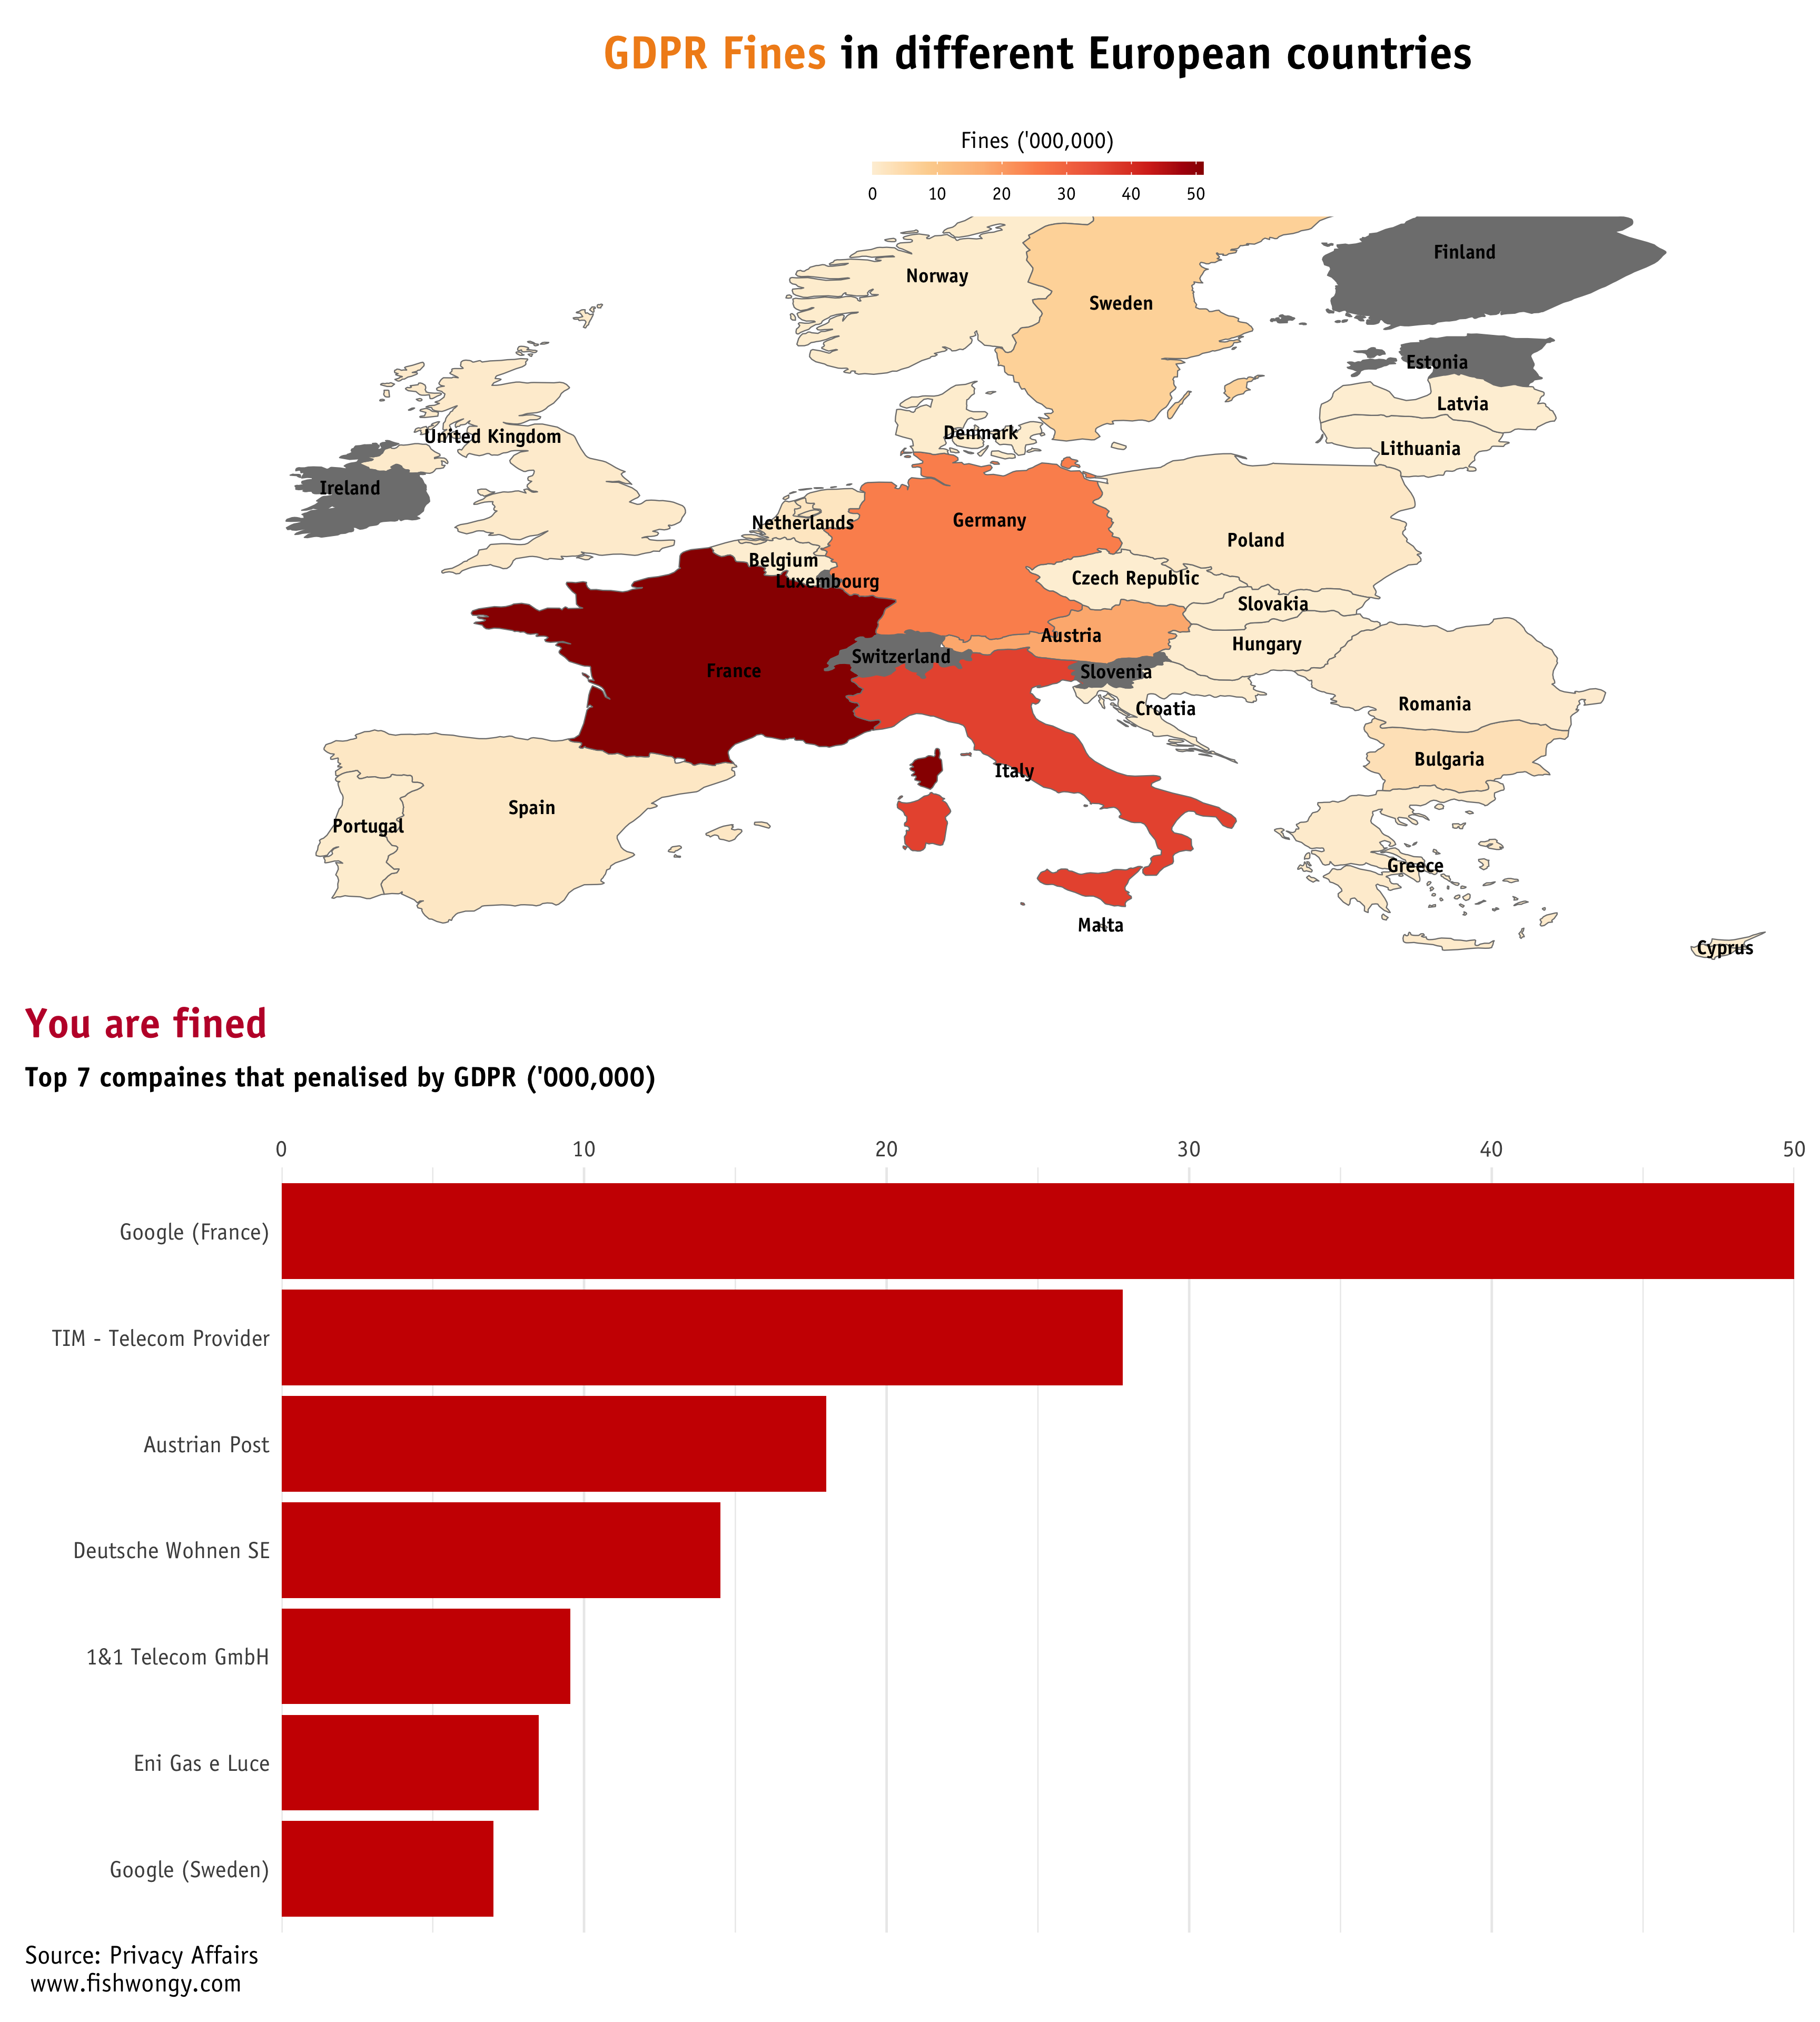 GDPR Fines in different European countries
Fines ('000,000)
0 10 20 30 40 50
Finland
Norway
Sweden
Estonia
Latvia
Denmark
United Kingdom
Lithuania
Ireland
Germany
Netherlands
Poland
Belgium
Czech Republic
Luxembourg
Slovakia
Austria
Hungary
Switzerland
France
Slovenia
Romania
Croatia
Bulgaria
Italy
Spain
Portugal
Greece
Malta
Cyprus
You are fined
Top 7 compaines that penalised by GDPR ('000,000)
0 10 20 30 40 50
Google (France)
TIM - Telecom Provider
Austrian Post
Deutsche Wohnen SE
1&1 Telecom GmbH
Eni Gas e Luce
Google (Sweden)
Source: Privacy Affairs
www.fishwongy.com